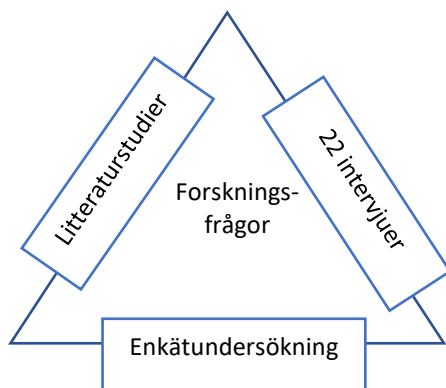 Litteraturstudier
22 intervjuer
Forsknings-
frågor
Enkätundersökning